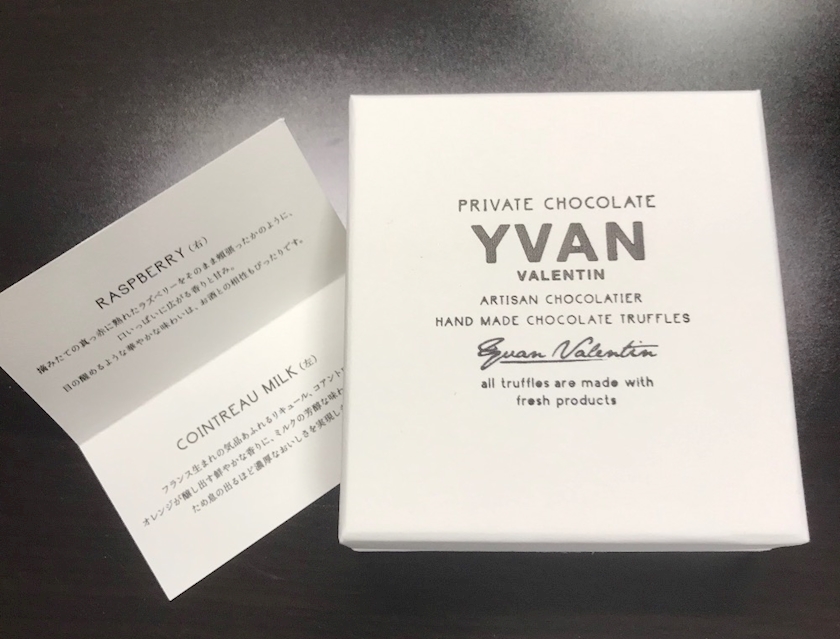 RASPBERRY（右）
摘みたての真っ赤に熟れたラズベリーをそのまま頬張ったかのように、
口いっぱいに広がる香りと甘み。
目の醒めるような華やかな味わいは、お酒との相性もぴったりです。
COINTREAU MILK（左）
フランス生まれの気品あふれるリキュール、コアント
オレンジが醸し出す鮮やかな香りに、ミルクの芳醇な味わ
ため息の出るほど濃厚なおいしさを実現し
PRIVATE CHOCOLATE
YVAN
VALENTIN
ARTISAN CHOCOLATIER
HAND MADE CHOCOLATE TRUFFLES
Yvan Valentin
all truffles are made with
fresh products